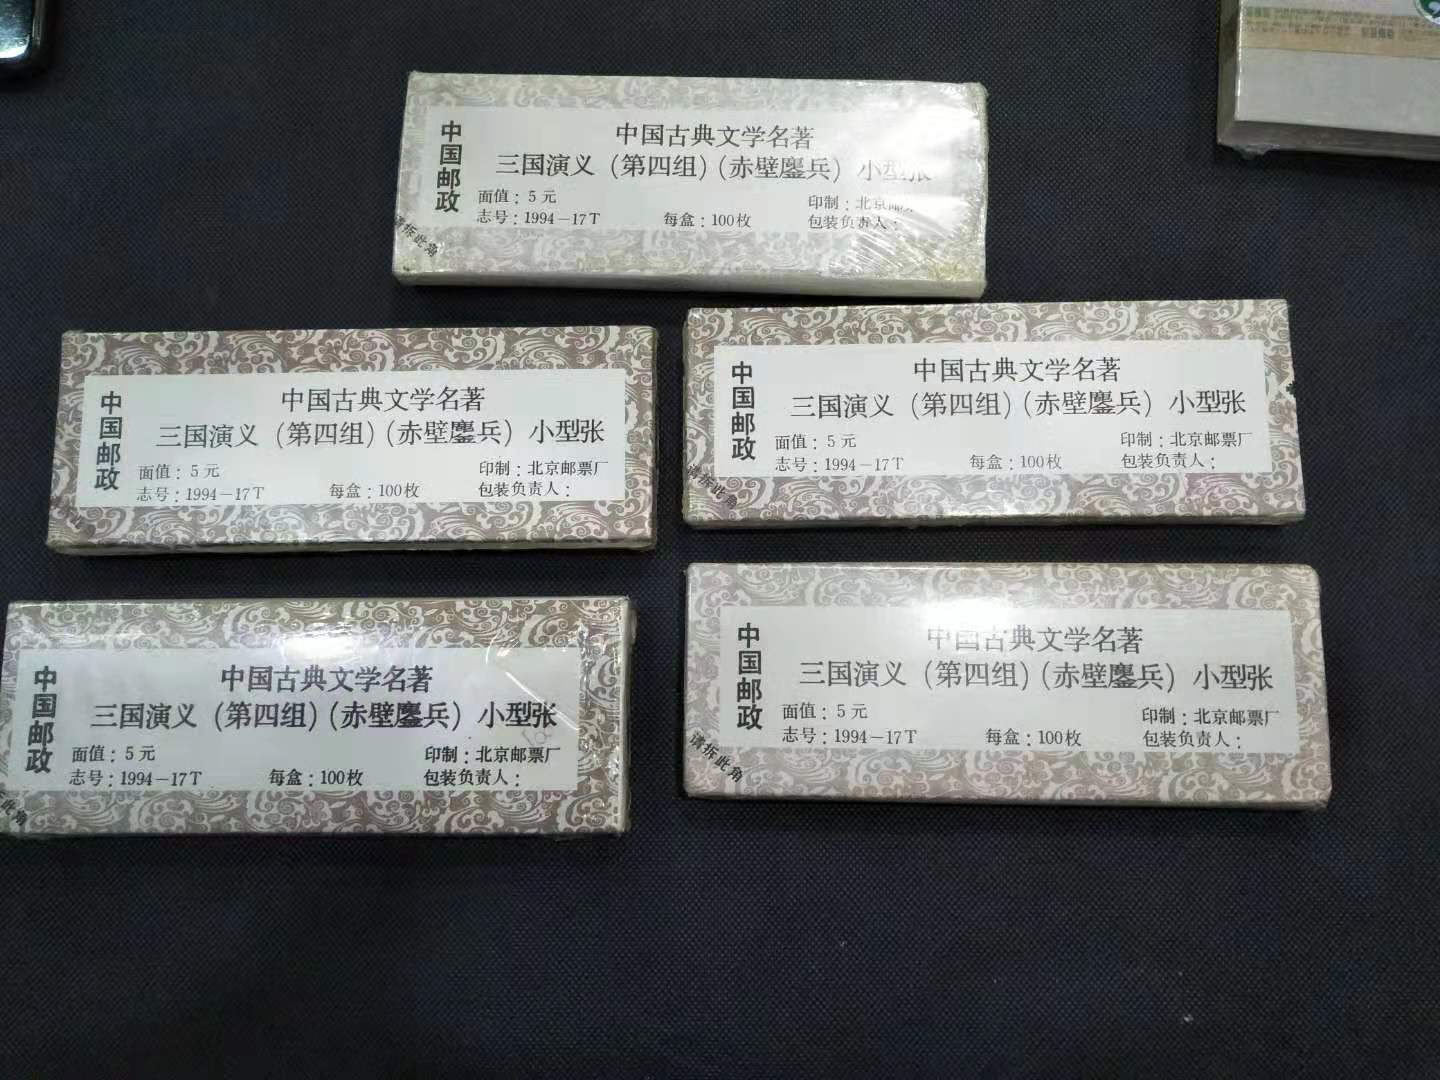 中国邮政
中国古典文学名著
三国演义（第四组）（赤壁鏖兵）小型张
面值：5元
印制：北京邮
志号：1994－17T
每盒：100枚
包装负责人：
请拆此角
中国邮政
中国古典文学名著
三国演义（第四组）（赤壁鏖兵）小型张
面值：5元
印制：北京邮票厂
志号：1994－17T
每盒：100枚
包装负责人：
请拆此角
中国邮政
中国古典文学名著
三国演义（第四组）（赤壁鏖兵）小型张
面值：5元
印制：北京邮票厂
志号：1994－17T
每盒：100枚
包装负责人：
请拆此角
中国邮政
中国古典文学名著
三国演义（第四组）（赤壁鏖兵）小型张
面值：5元
印制：北京邮票厂
志号：1994－17T
每盒：100枚
包装负责人：
拆此角
中国邮政
中国古典文学名著
三国演义（第四组）（赤壁鏖兵）小型张
面值：5元
印制：北京邮票厂
志号：1994－17T
每盒：100枚
包装负责人：
请拆此角